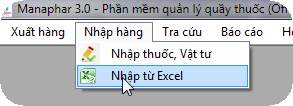 Manaphar 3.0 - Phần mềm quản lý quầy thuốc (Oh
Xuất hàng Nhập hàng Tra cứu Báo cáo H
Nhập thuốc, Vật tư
Nhập từ Excel